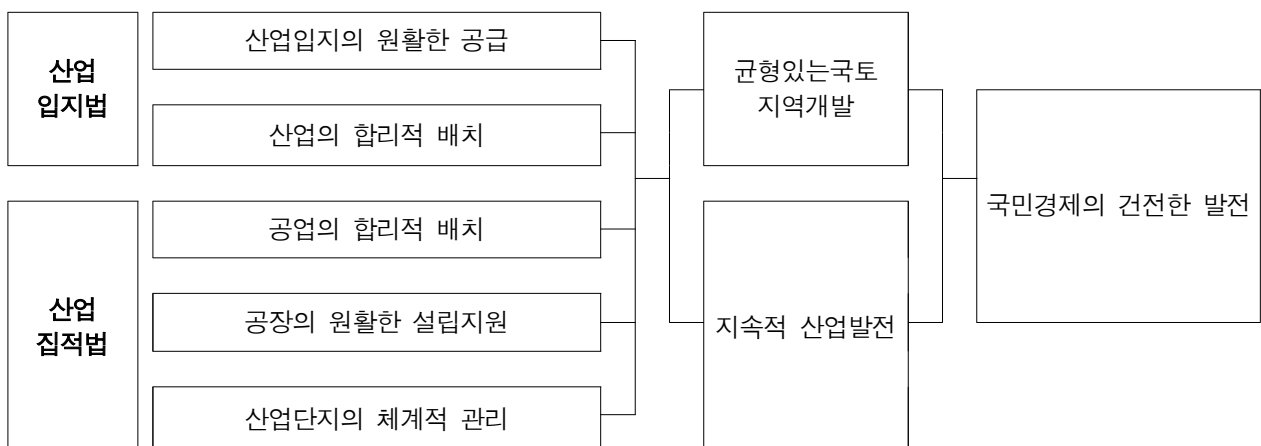 산업
입지법
산업입지의 원활한 공급
산업의 합리적 배치
산업
집적법
공업의 합리적 배치
공장의 원활한 설립지원
산업단지의 체계적 관리
균형있는국토
지역개발
지속적 산업발전
국민경제의 건전한 발전